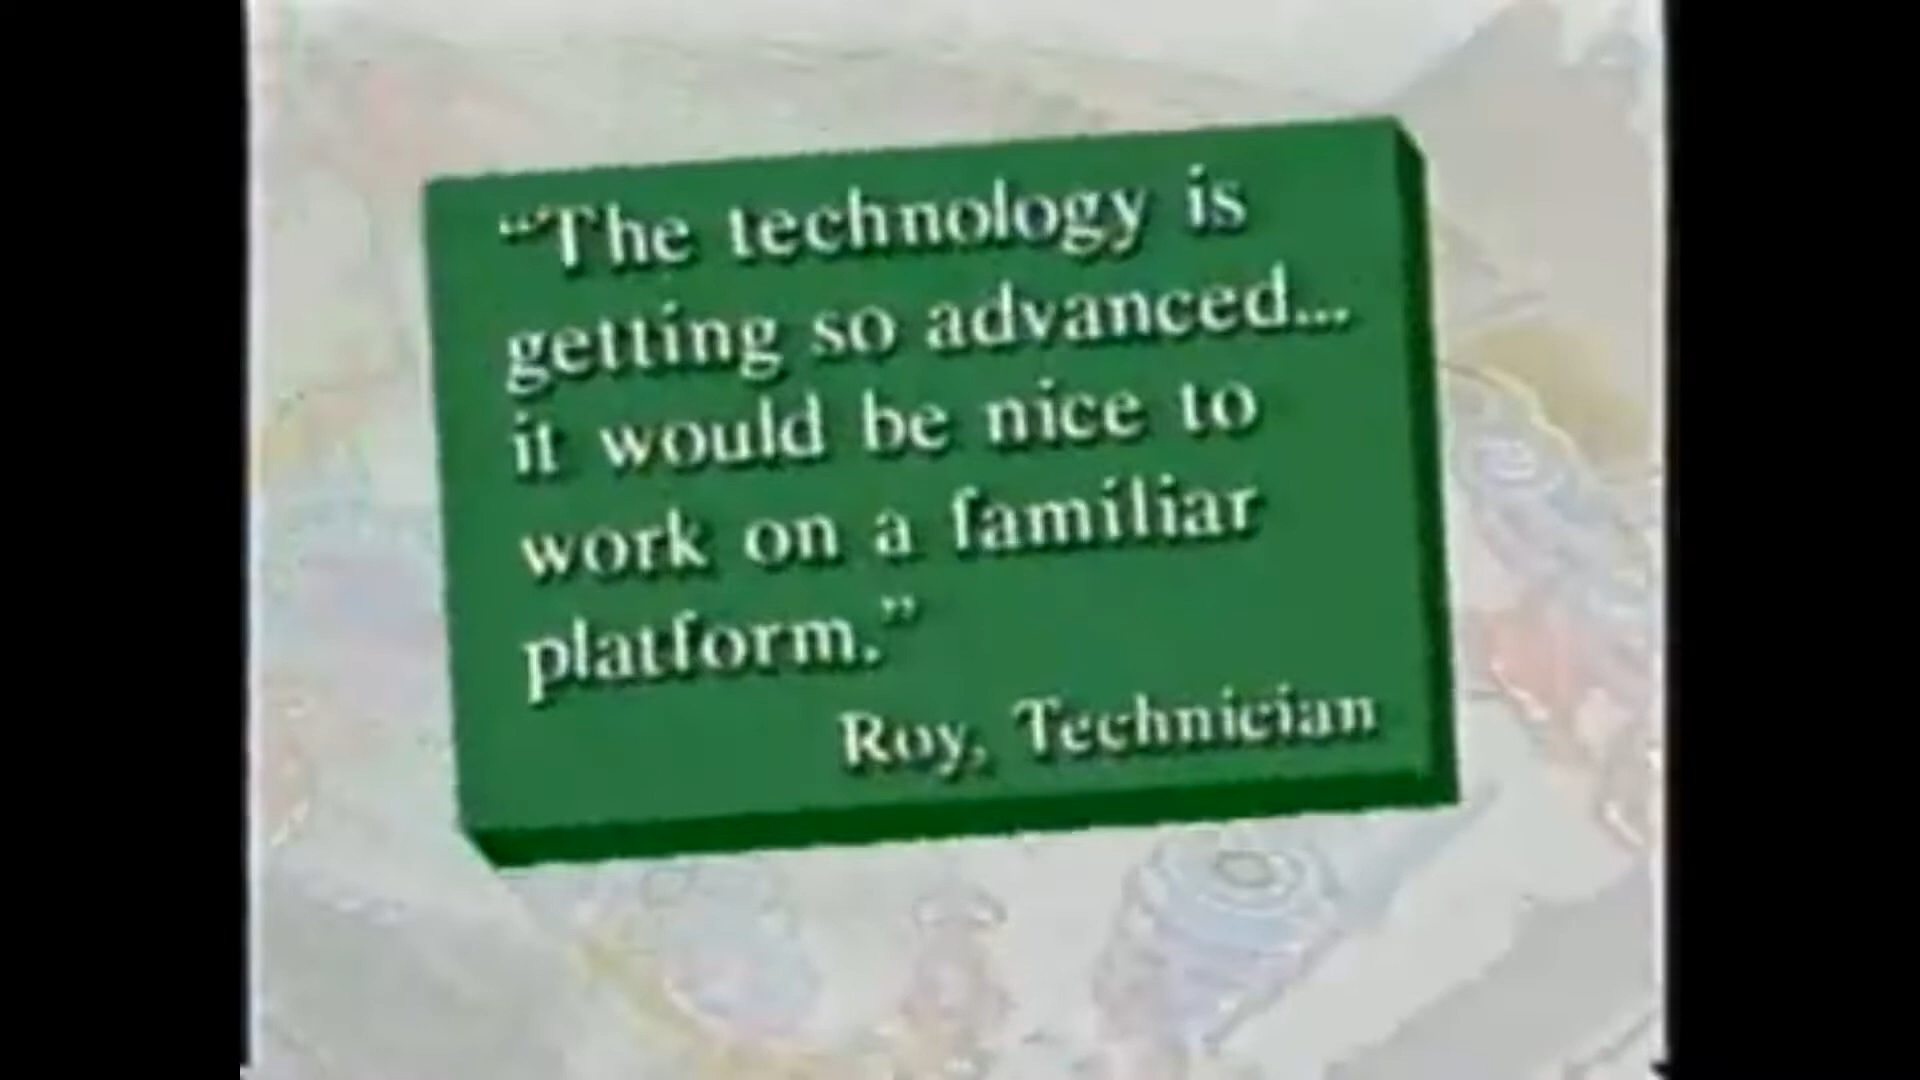 “The technology is
getting so advanced...
it would be nice to
work on a familiar
platform.”
Roy, Technician